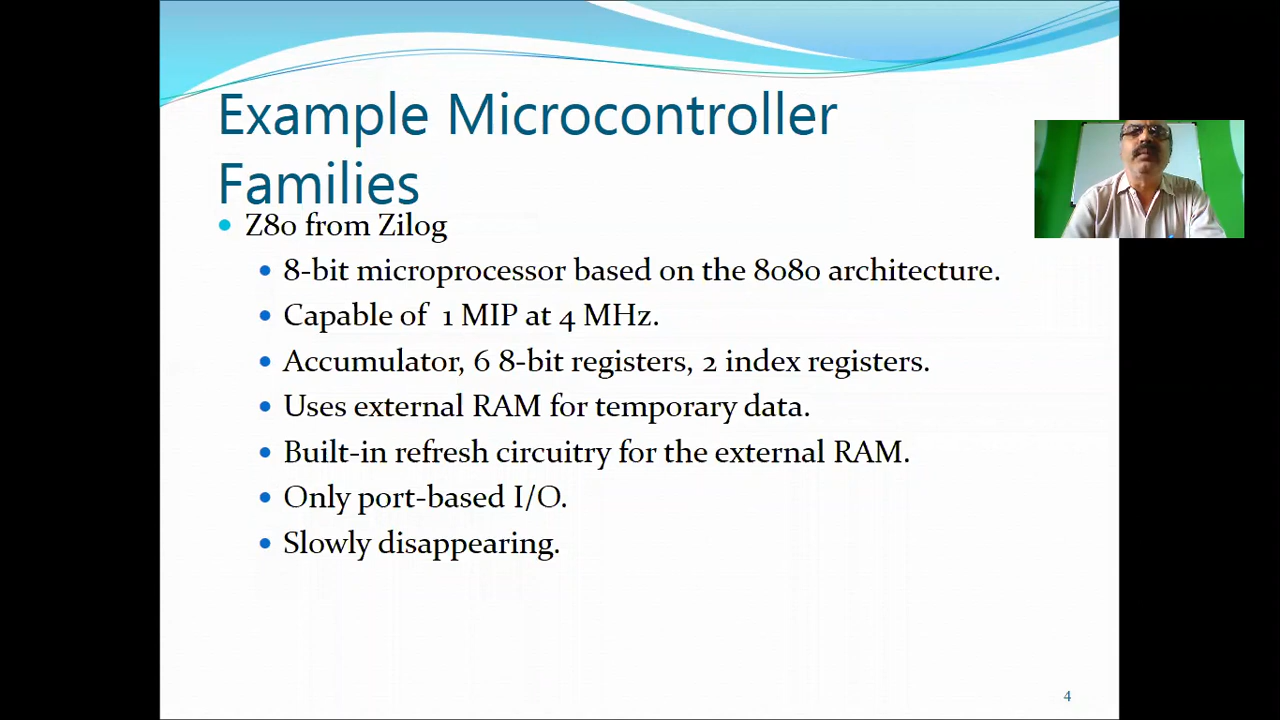 Example Microcontroller
Families
Z80 from Zilog
8-bit microprocessor based on the 8080 architecture.
Capable of 1 MIP at 4 MHz.
Accumulator, 6 8-bit registers, 2 index registers.
Uses external RAM for temporary data.
Built-in refresh circuitry for the external RAM.
Only port-based I/O.
Slowly disappearing.
4